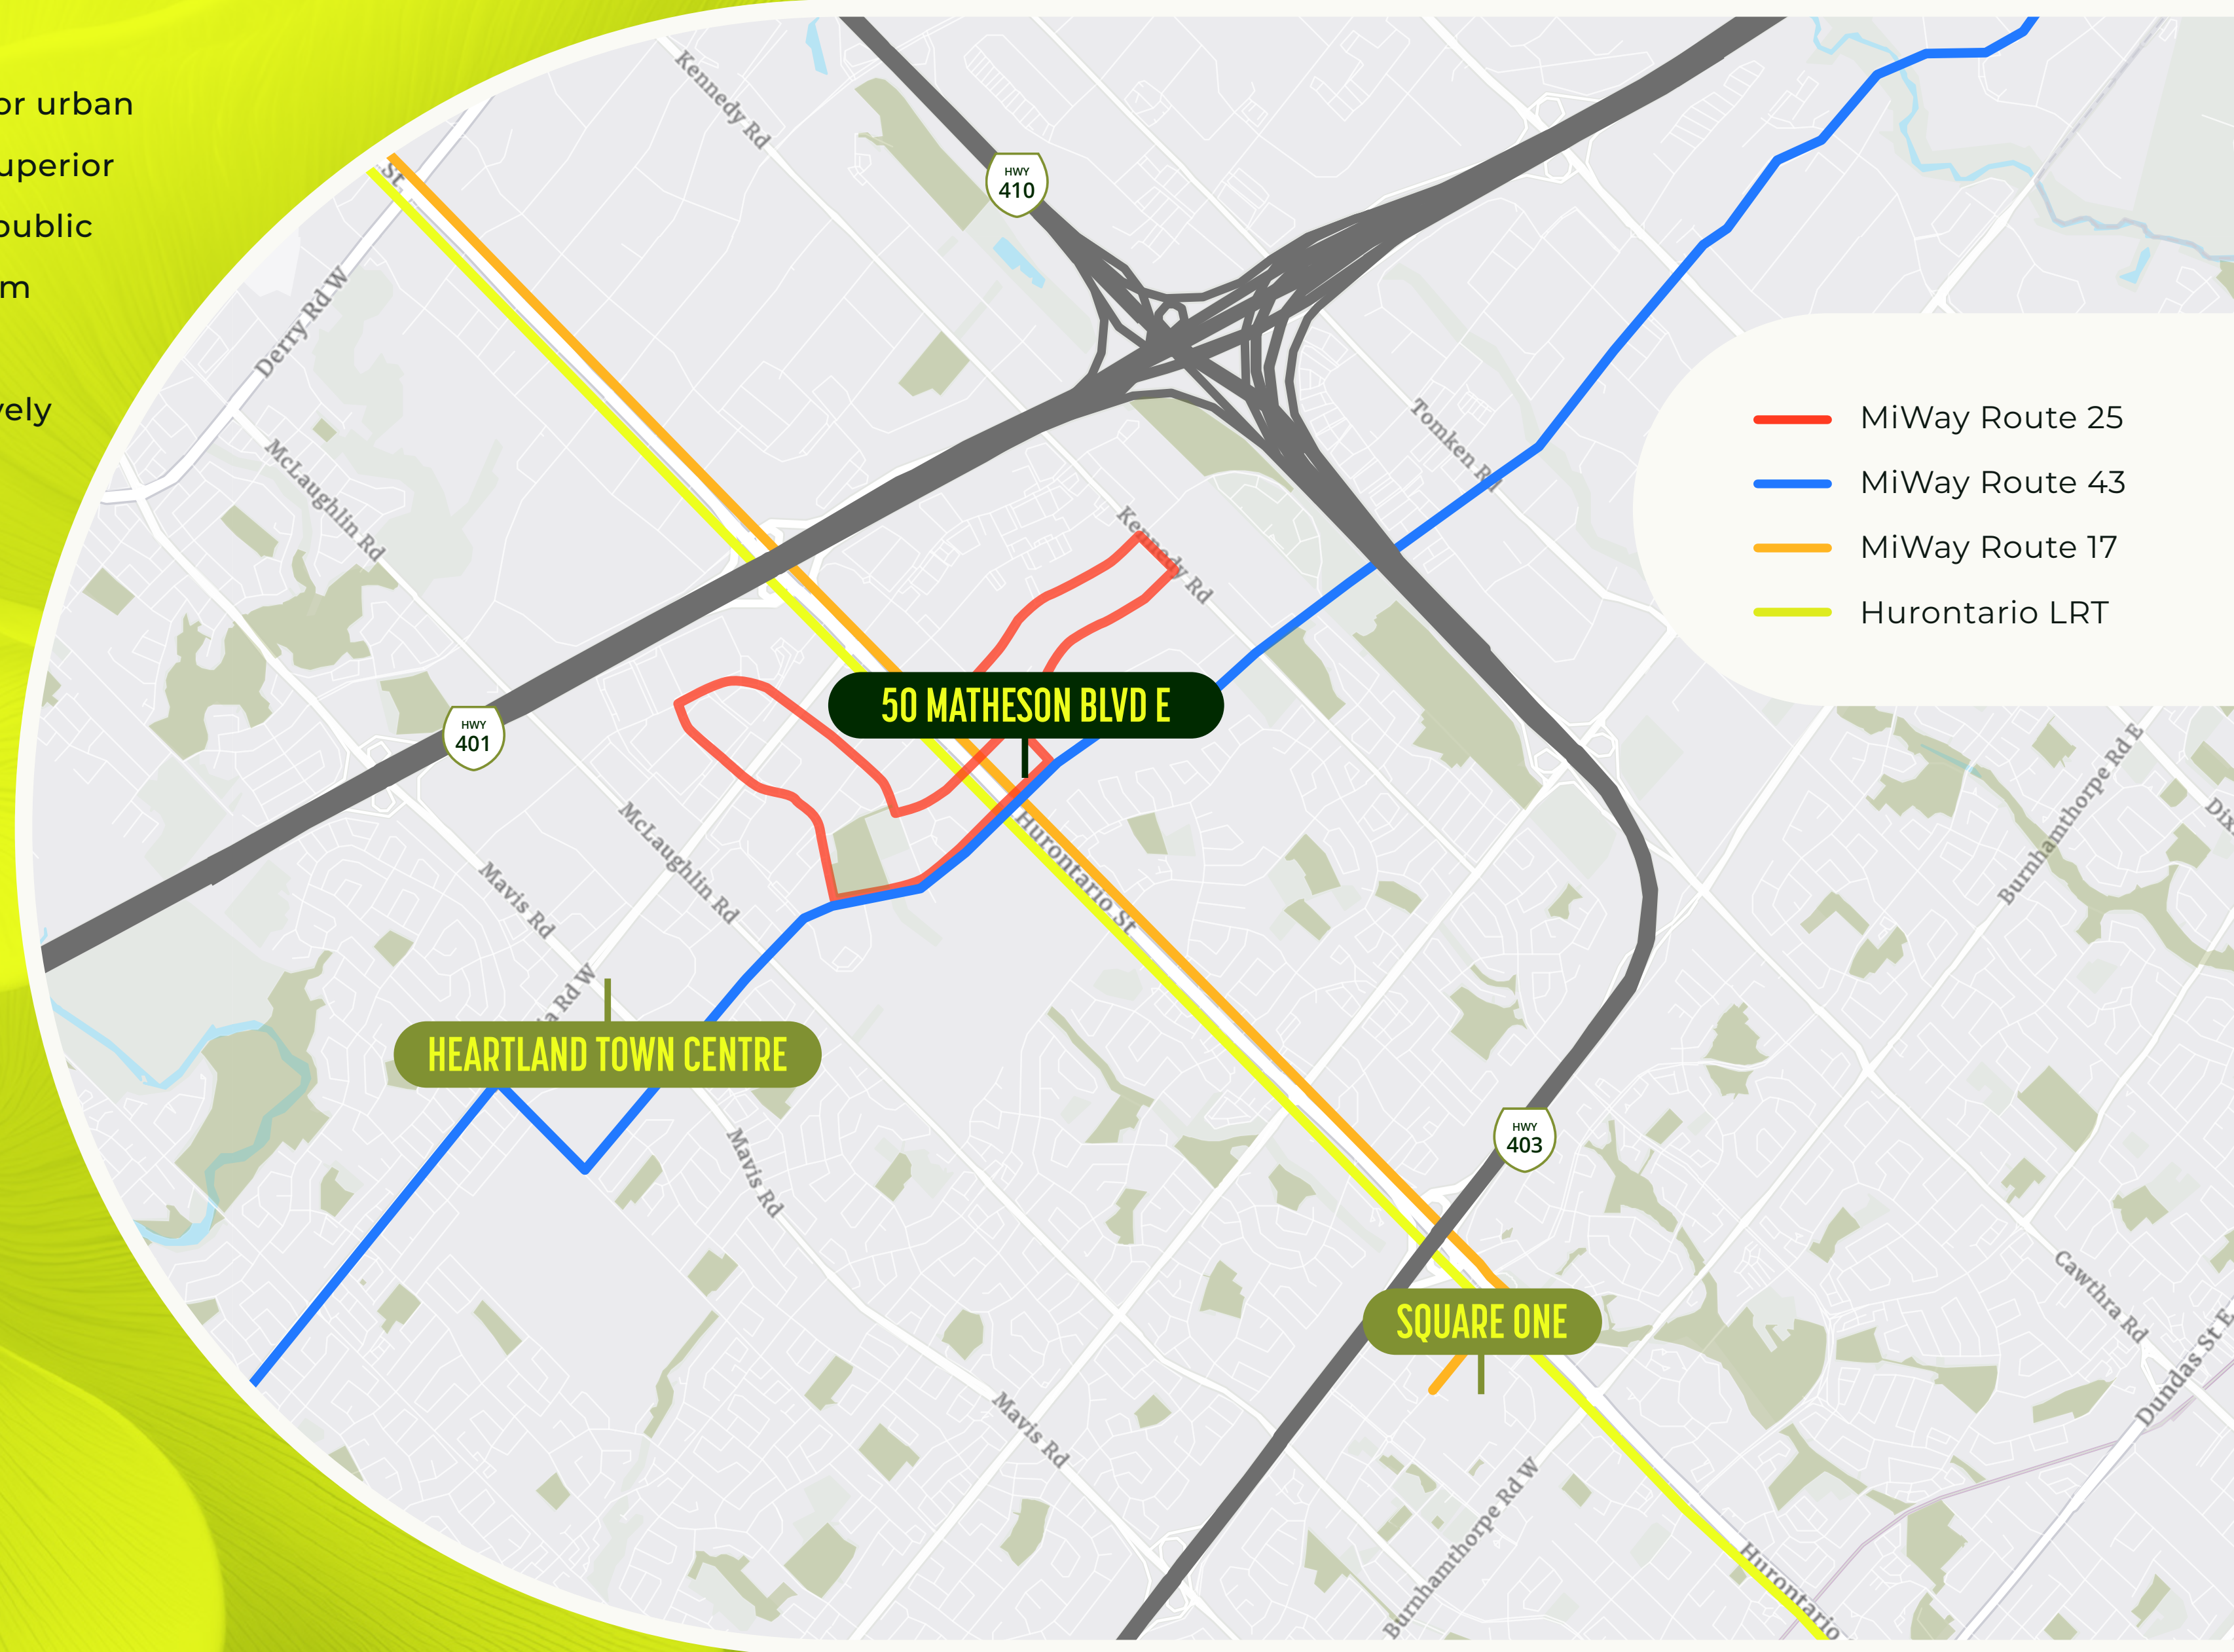 or urban
uperior
public
m
vely
Kennedy Rd
St
HWY
410
Derry Rd W
McLaughlin Rd
Tomken Rd
Kennedy Rd
MiWay Route 25
MiWay Route 43
MiWay Route 17
Hurontario LRT
50 MATHESON BLVD E
HWY
401
Burnhamthorpe Rd E
Dix
McLaughlin Rd
Hurontario St
Mavis Rd
ia Rd W
HEARTLAND TOWN CENTRE
Mavis Rd
HWY
403
SQUARE ONE
Cawthra Rd
Dundas St E
Mavis Rd
Burnhamthorpe Rd W
Hurontario